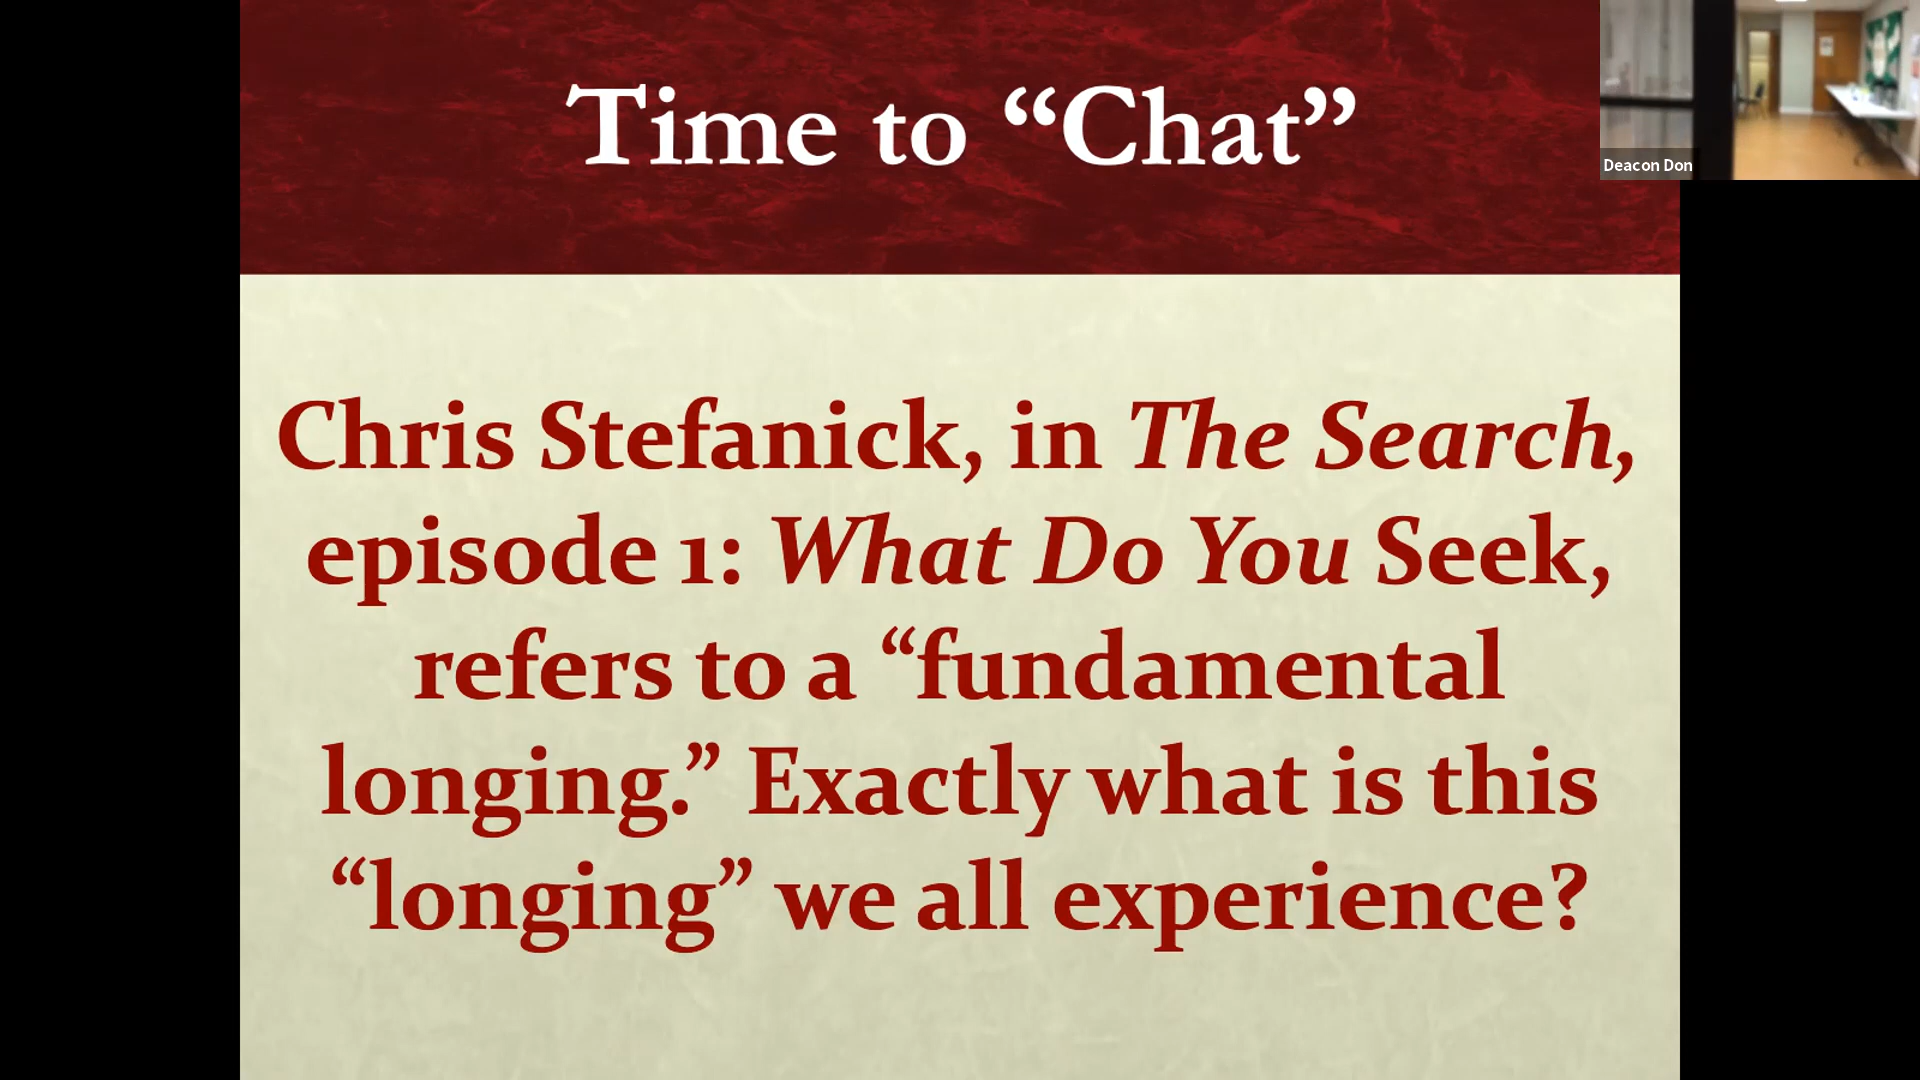 Time to “Chat”
Deacon Don
Chris Stefanick, in The Search,
episode 1: What Do You Seek,
refers to a “fundamental
longing.” Exactly what is this
“longing” we all experience?